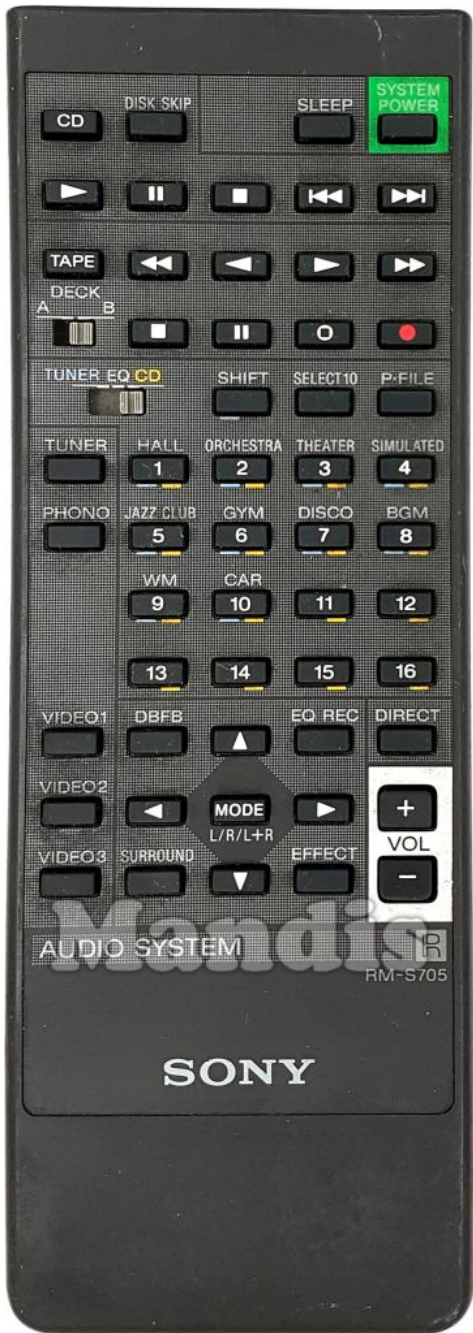 SYSTEM
DISK SKIP SLEEP POWER
CD
TAPE
DECK
A B
TUNER EQ CD SHIFT SELECT10 P·FILE
TUNER HALL ORCHESTRA THEATER SIMULATED
1 2 3 4
PHONO JAZZ CLUB GYM DISCO BGM
5 6 7 8
WM CAR
9 10 11 12
13 14 15 16
VIDEO1 DBFB EQ REC DIRECT
VIDEO2
MODE +
L/R/L+R VOL
VIDEO3 SURROUND EFFECT
−
Mandis
AUDIO SYSTEM R
RM-S705
SONY